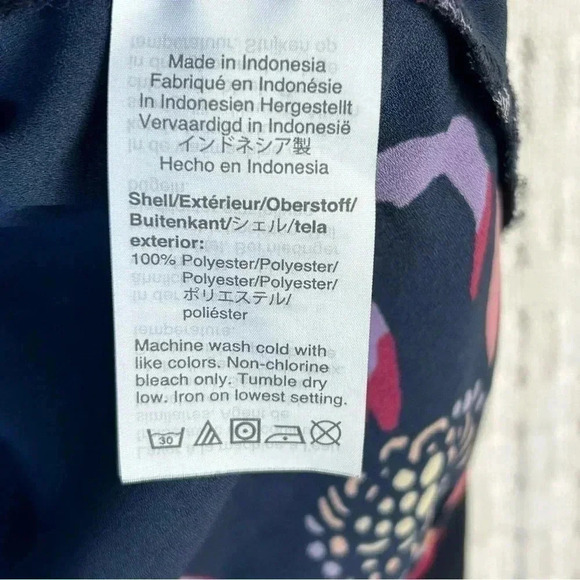 Made in Indonesia
Fabriqué en Indonésie
In Indonesien Hergestellt
Vervaardigd in Indonesië
インドネシア製
Hecho en Indonesia
Shell/Extérieur/Oberstoff/
Buitenkant/シェル/tela
exterior:
100% Polyester/Polyester/
Polyester/Polyester/
ポリエステル/
poliéster
Machine wash cold with
like colors. Non-chlorine
bleach only. Tumble dry
low. Iron on lowest setting.
30